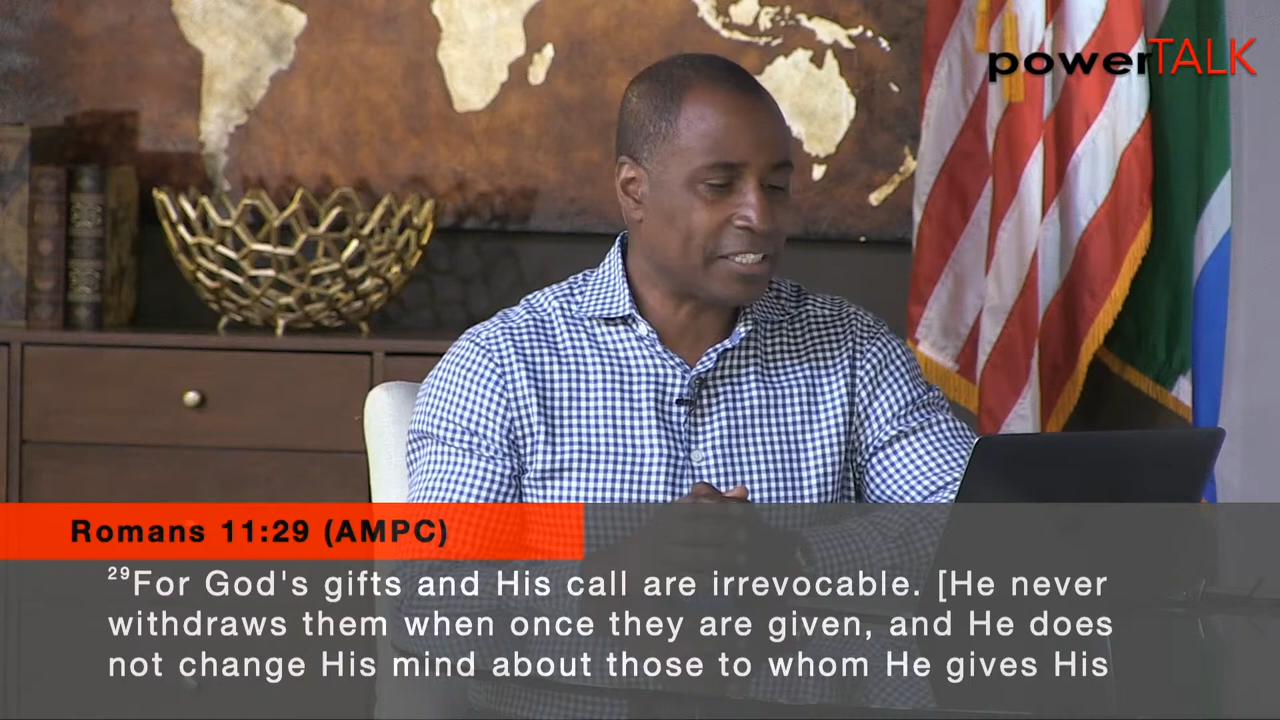 powerTALK
Romans 11:29 (AMPC)
29For God's gifts and His call are irrevocable. [He never
withdraws them when once they are given, and He does
not change His mind about those to whom He gives His